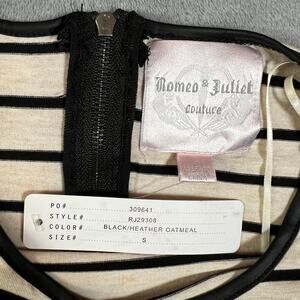 Romeo & Juliet
Couture
PO# 309641
STYLE# RJ29308
COLOR# BLACK/HEATHER OATMEAL
SIZE# S